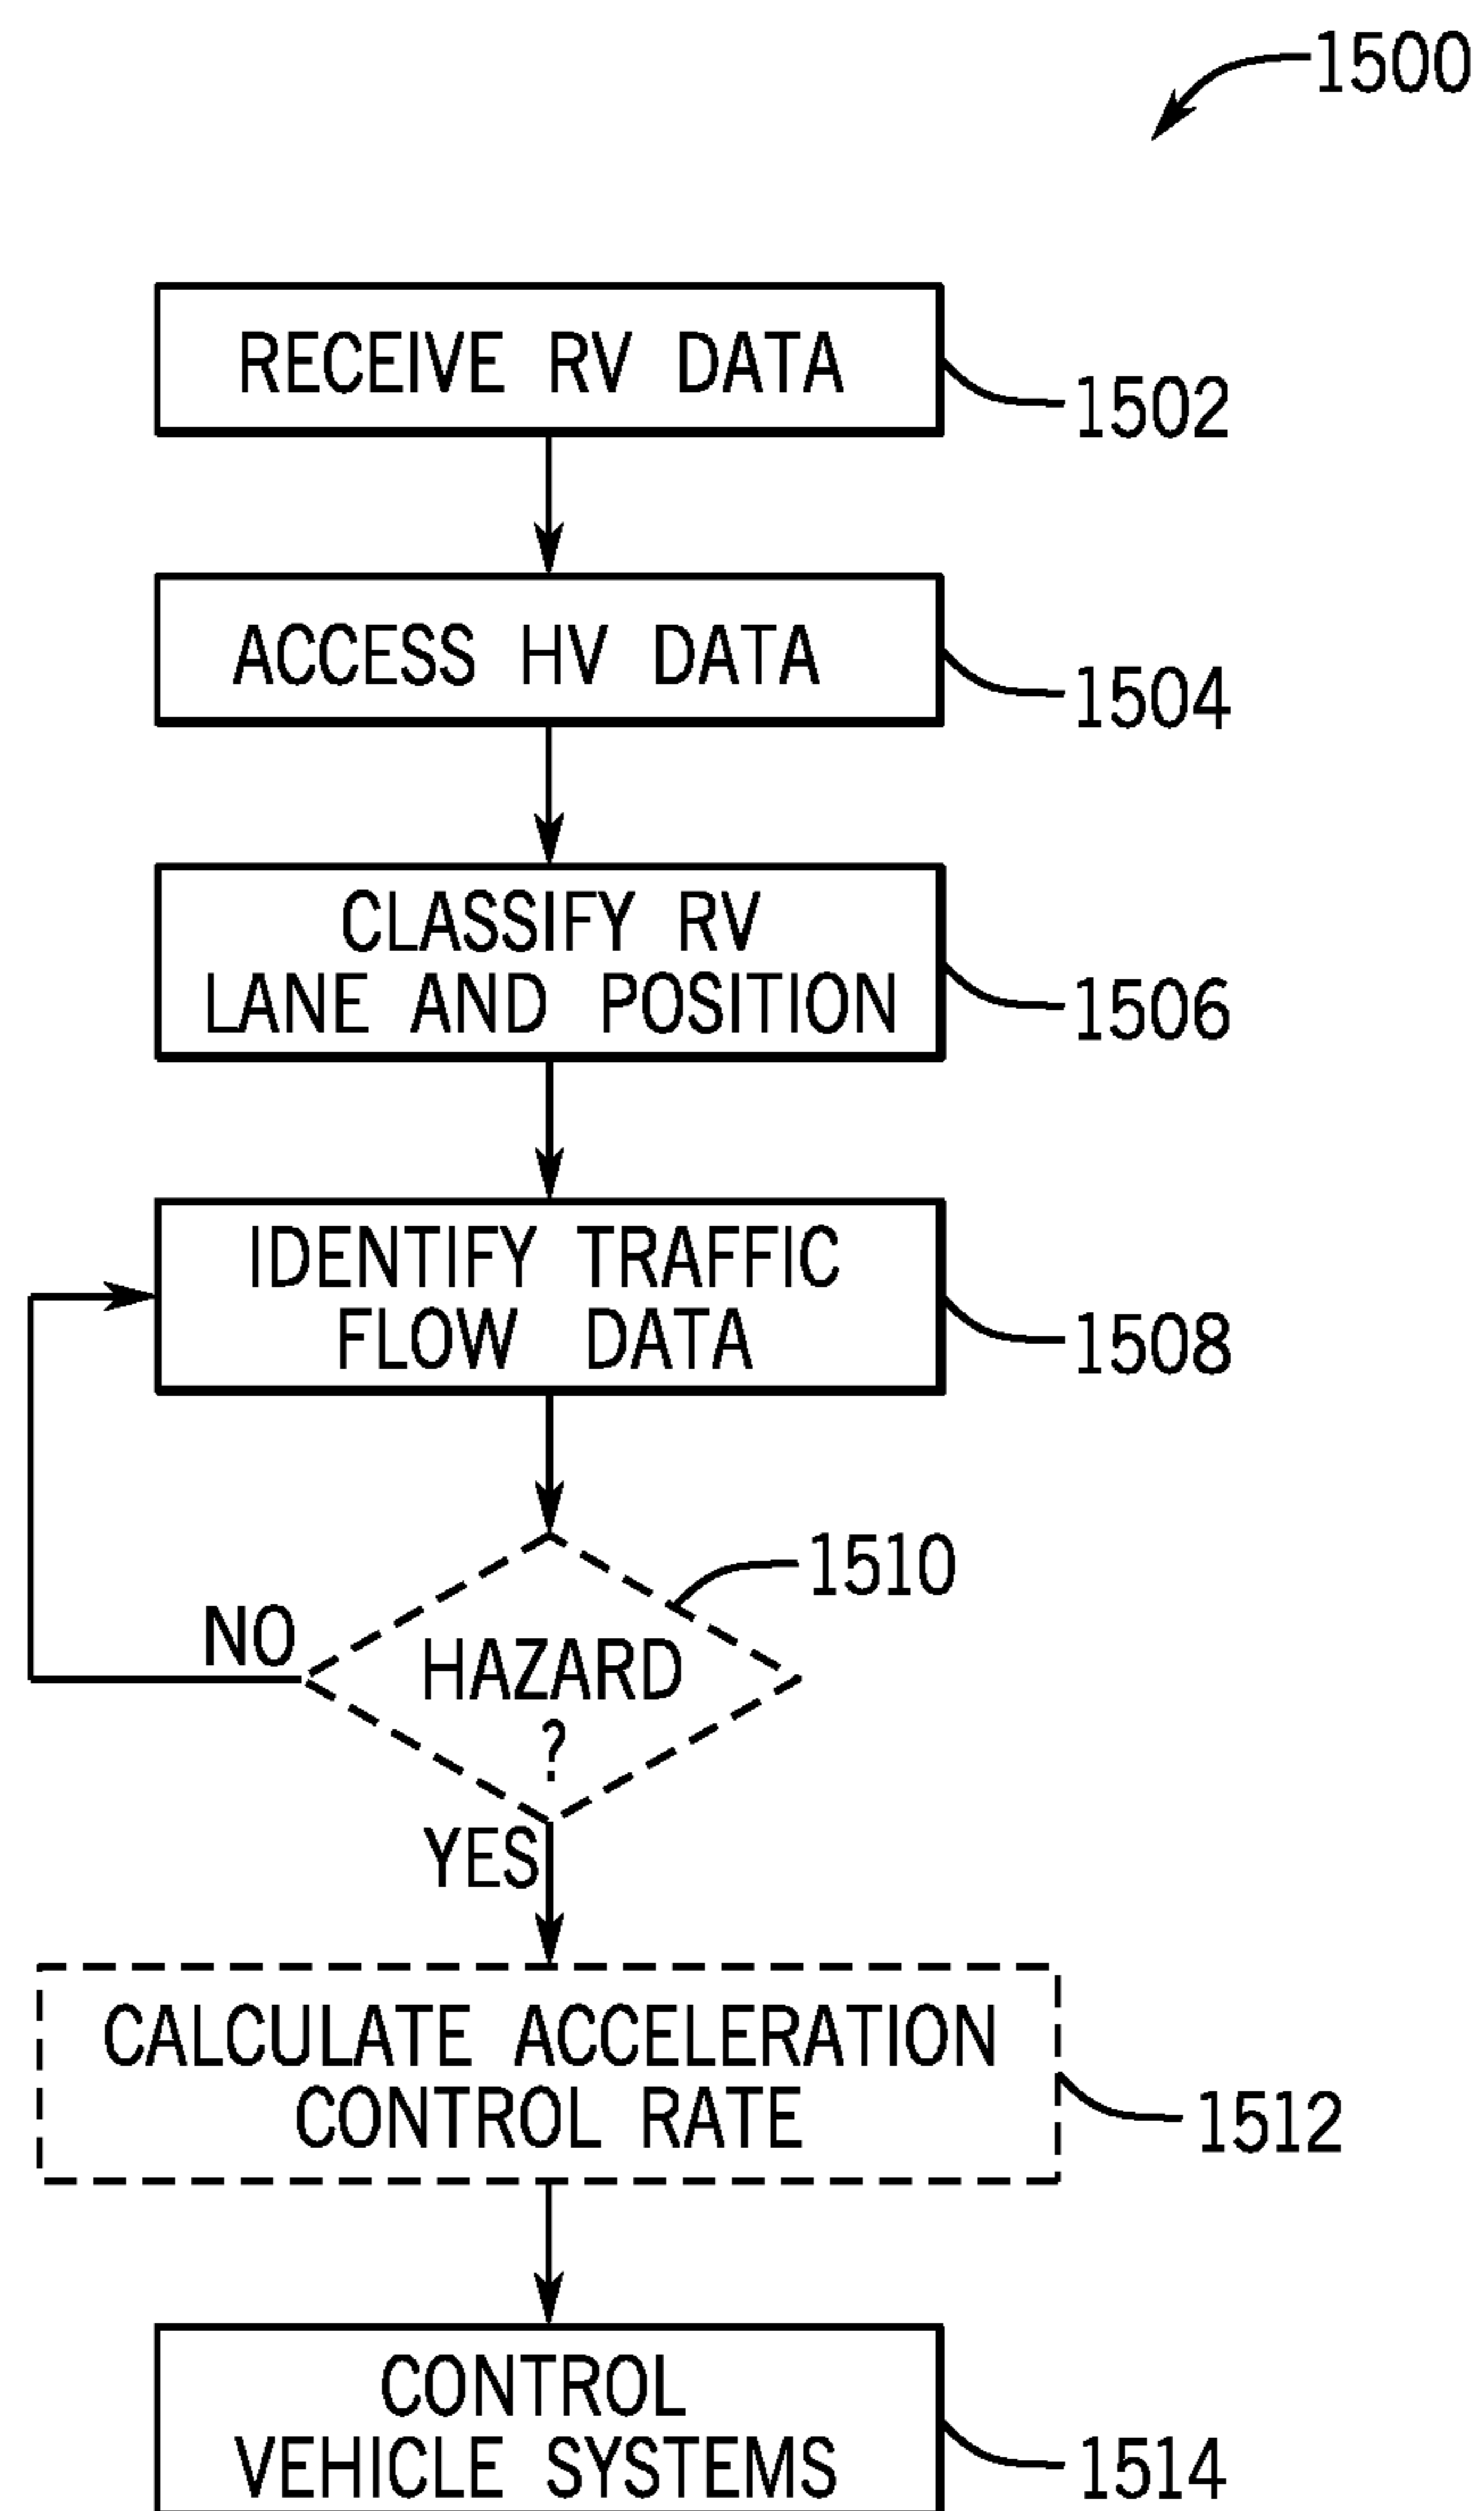 1500
RECEIVE RV DATA
1502
ACCESS HV DATA
1504
CLASSIFY RV
LANE AND POSITION
1506
IDENTIFY TRAFFIC
FLOW DATA
1508
1510
NO
HAZARD
?
YES
CALCULATE ACCELERATION
CONTROL RATE
1512
CONTROL
VEHICLE SYSTEMS
1514